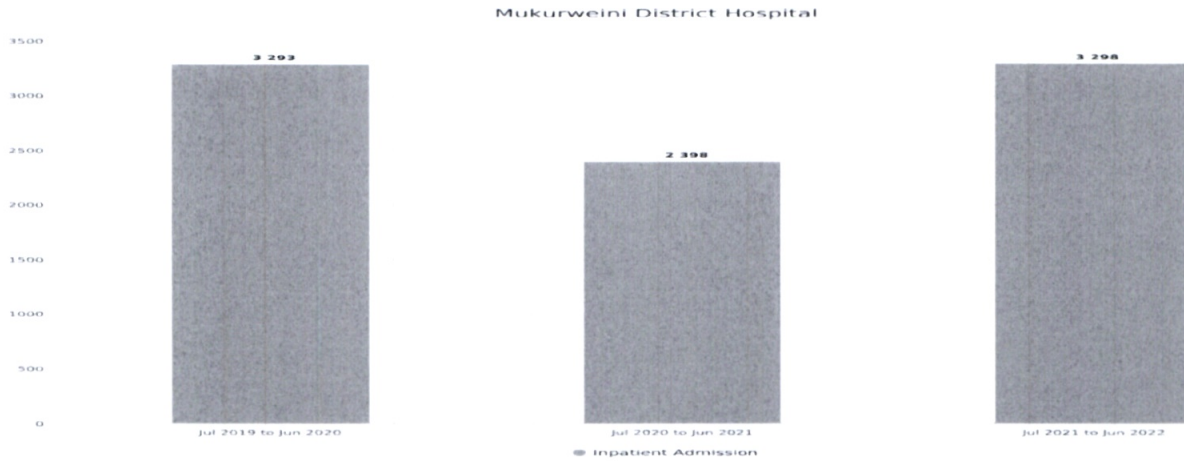 Mukurweini District Hospital
3500
3 293
3 298
3000
2500
2 398
2000
1500
1000
500
0
Jul 2019 to Jun 2020
Jul 2020 to Jun 2021
Jul 2021 to Jun 2022
Inpatient Admission